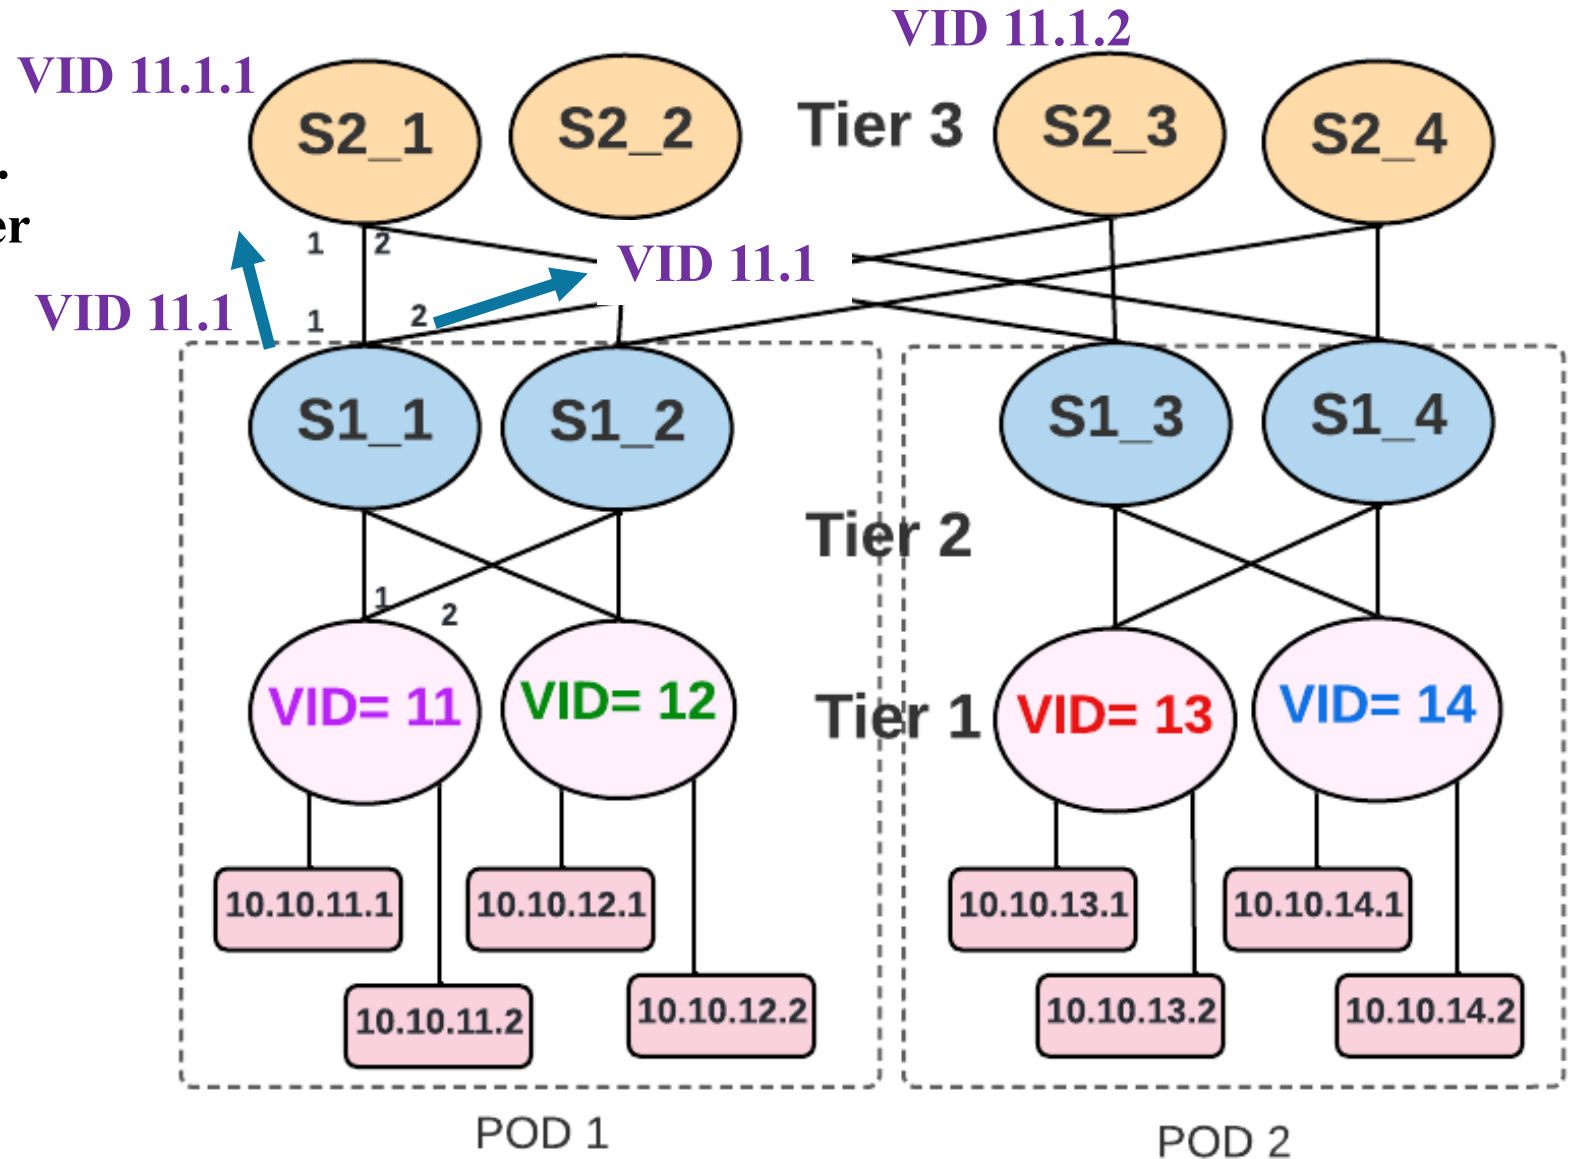 VID 11.1.2
VID 11.1.1
S2_1
S2_2
Tier 3
S2_3
S2_4
.
er
1
2
VID 11.1
VID 11.1
1
2
S1_1
S1_2
S1_3
S1_4
Tier 2
1
2
VID= 11
VID= 12
Tier 1
VID= 13
VID= 14
10.10.11.1
10.10.12.1
10.10.13.1
10.10.14.1
10.10.11.2
10.10.12.2
10.10.13.2
10.10.14.2
POD 1
POD 2